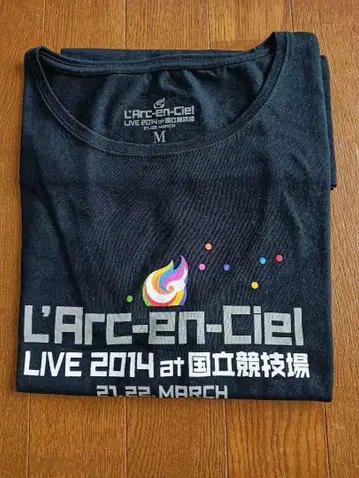 L'Arc-en-Ciel
LIVE 2014 at 国立競技場
21.22.MARCH
M
L'Arc-en-Ciel
LIVE 2014 at 国立競技場
21.22.MARCH